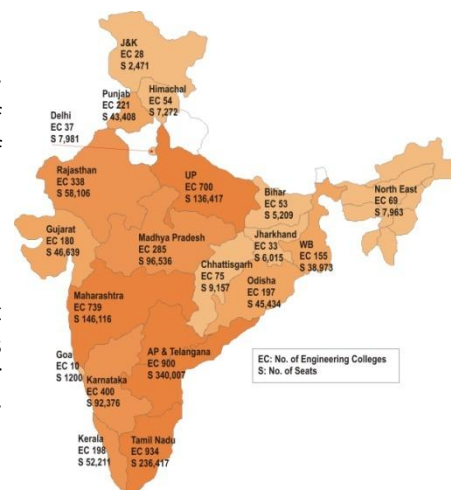 J&K
EC 28
S 2,471
Himachal
EC 54
S 7,272
Punjab
EC 221
S 43,408
Delhi
EC 37
S 7,981
Rajasthan
EC 338
S 58,106
UP
EC 700
S 136,417
Bihar
EC 53
S 5,209
North East
EC 69
S 7,963
Gujarat
EC 180
S 46,639
Madhya Pradesh
EC 285
S 96,536
Jharkhand
EC 33
S 6,015
WB
EC 155
S 38,973
Chhattisgarh
EC 75
S 9,157
Odisha
EC 197
S 45,434
Maharashtra
EC 739
S 146,116
Goa
EC 10
S 1200
AP & Telangana
EC 900
S 340,007
EC: No. of Engineering Colleges
S: No. of Seats
Karnataka
EC 400
S 92,376
Kerala
EC 198
S 52,211
Tamil Nadu
EC 934
S 236,417